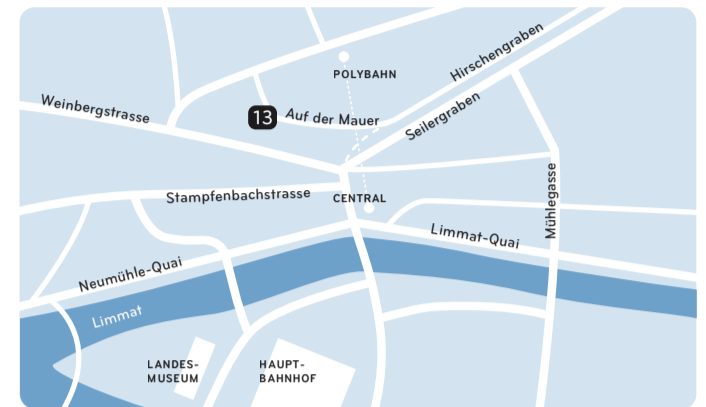 POLYBAHN
Hirschengraben
Weinbergstrasse
13
Auf der Mauer
Seilergraben
Stampfenbachstrasse
CENTRAL
Mühlegasse
Limmat-Quai
Neumühle-Quai
Limmat
LANDES-
MUSEUM
HAUPT-
BAHNHOF